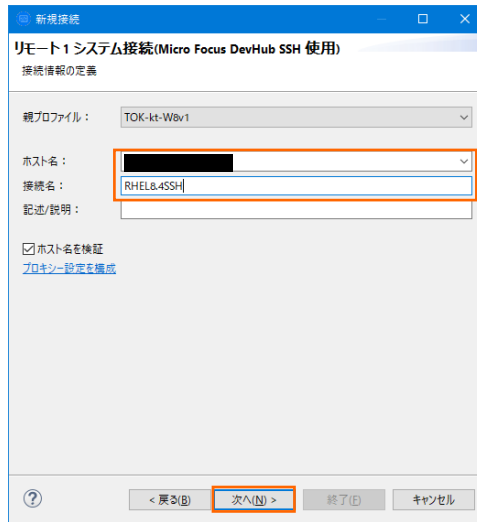 新規接続
リモート1 システム接続(Micro Focus DevHub SSH 使用)
接続情報の定義
親プロファイル：
TOK-kt-W8v1
ホスト名：
接続名：
RHEL8.4SSH
記述/説明：
ホスト名を検証
プロキシー設定を構成
< 戻る(B)
次へ(N) >
終了(F)
キャンセル